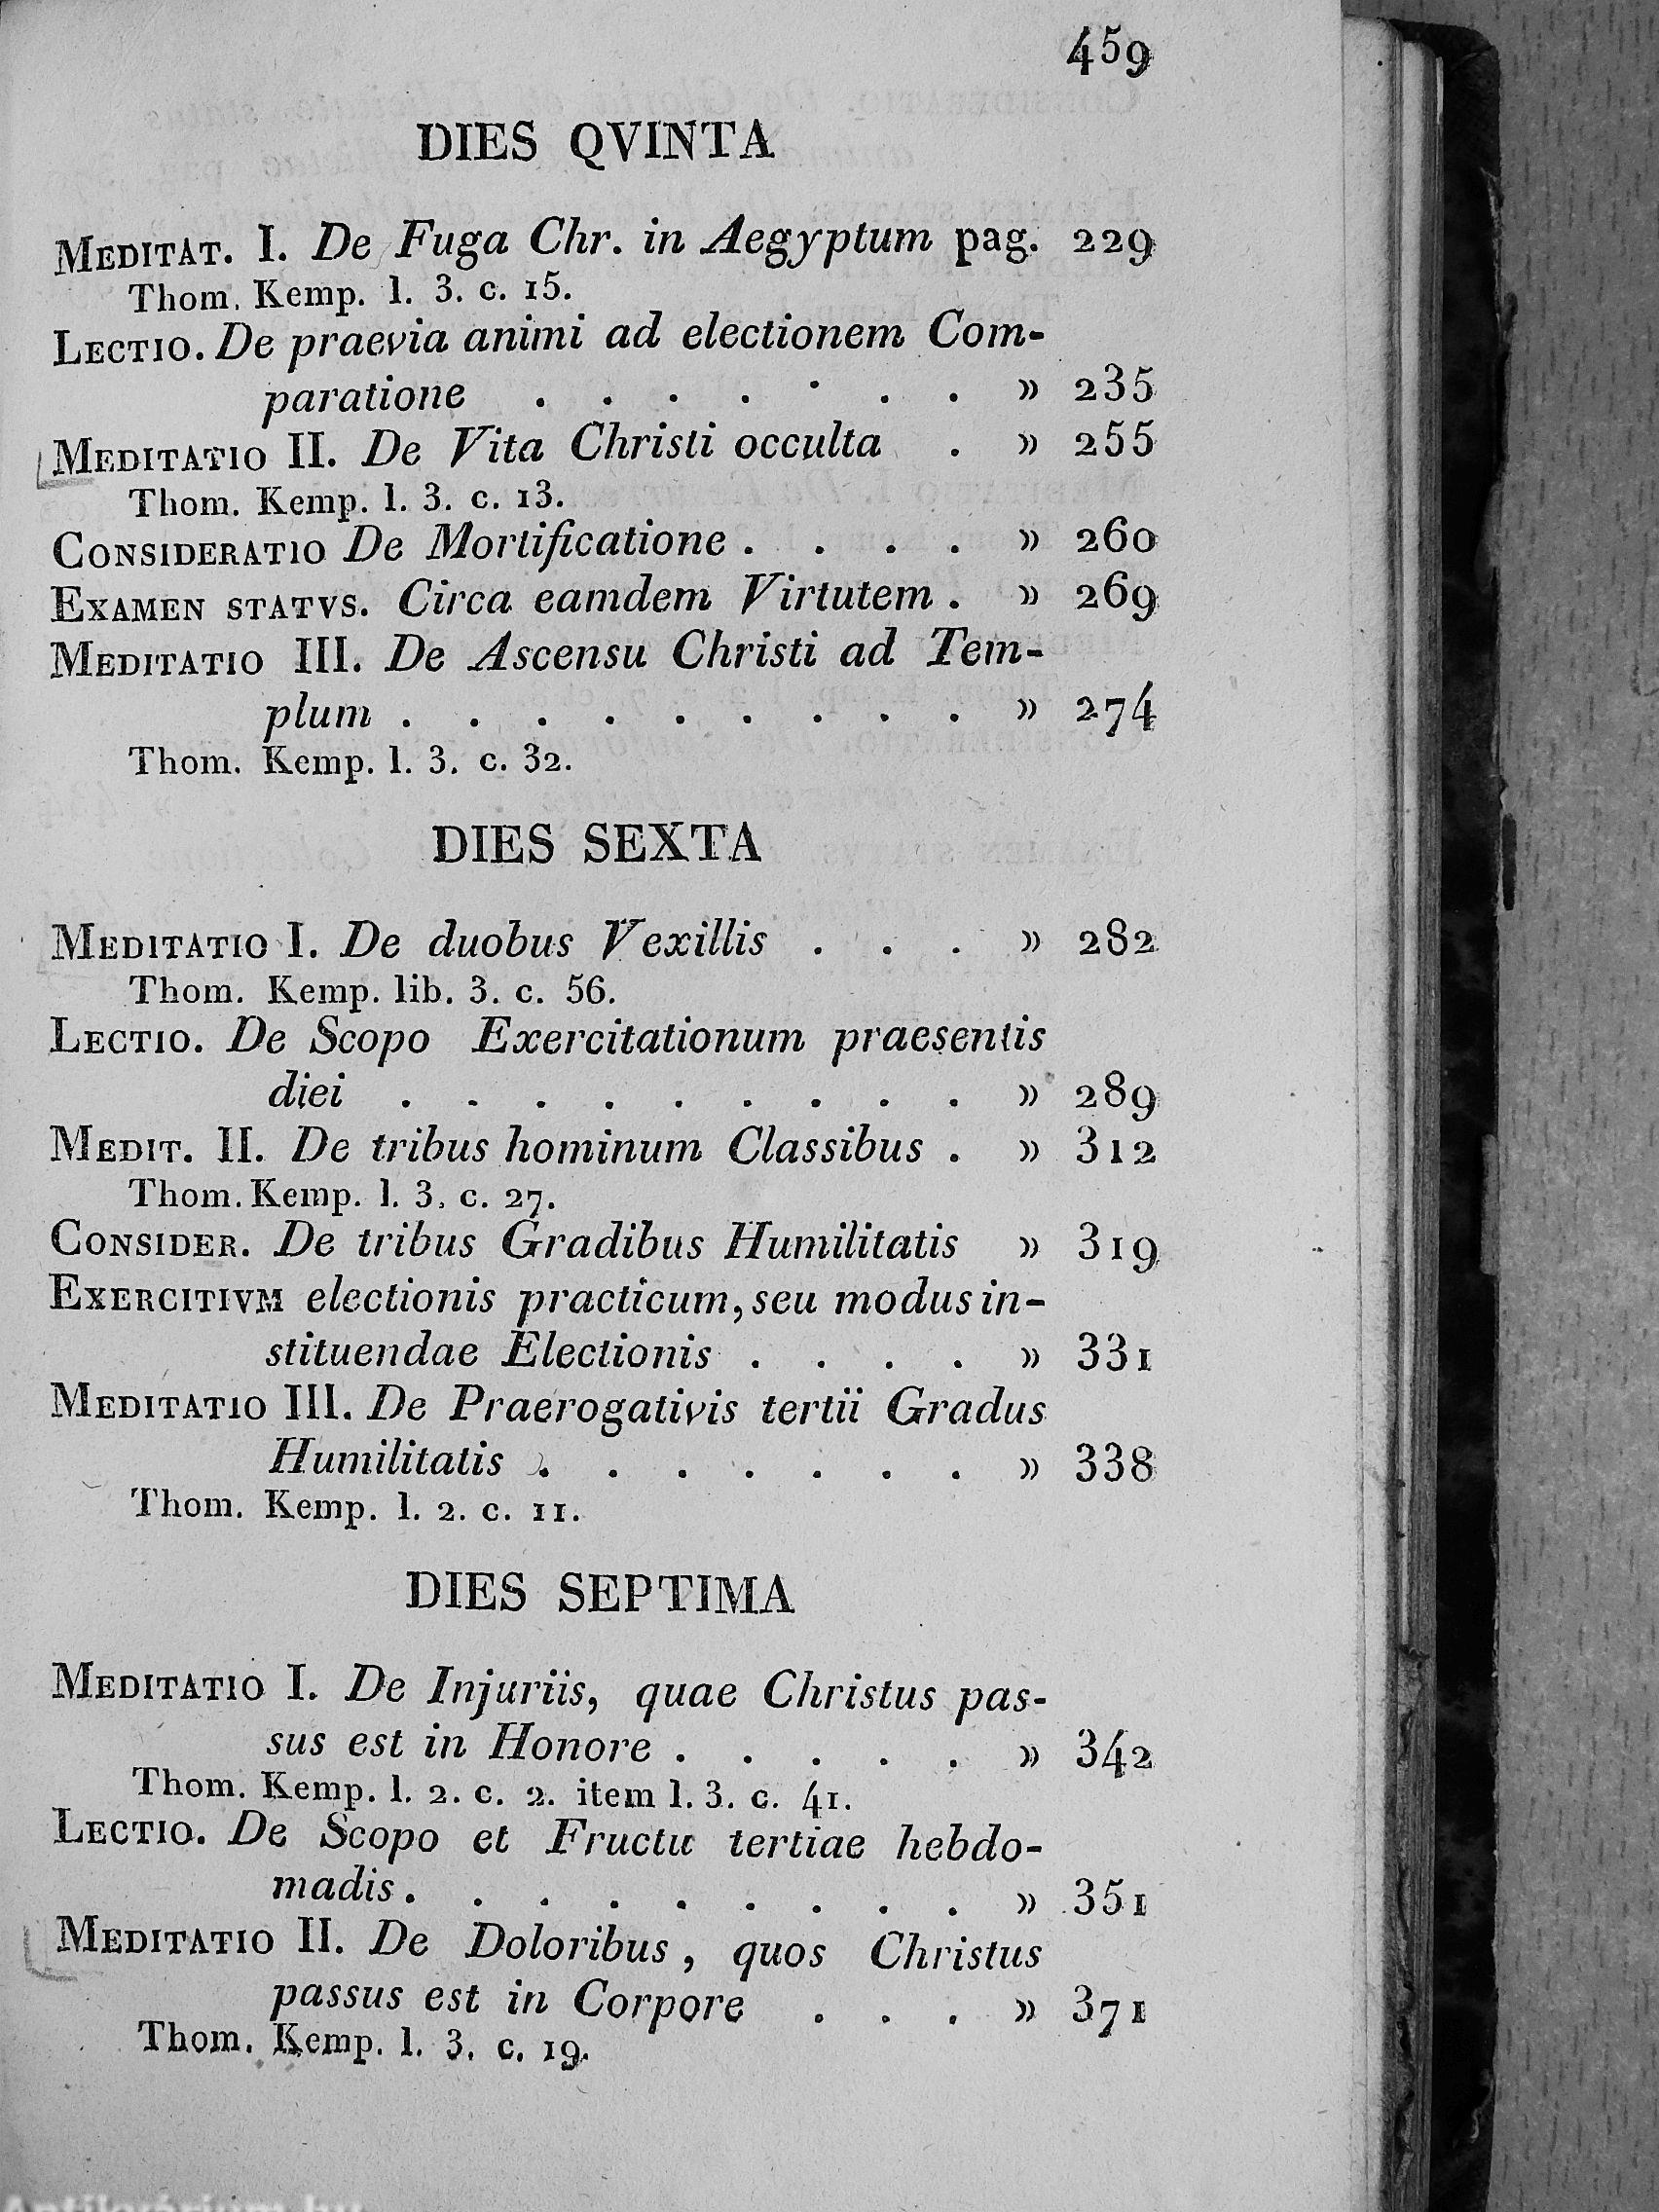 459
DIES QVINTA
MEDITAT. I. De Fuga Chr. in Aegyptum pag. 229
Thom. Kemp. l. 3. c. 15.
LECTIO. De praevia animi ad electionem Com-
paratione . . . . . . . » 235
MEDITATIO II. De Vita Christi occulta . » 255
Thom. Kemp. l. 3. c. 13.
CONSIDERATIO De Mortificatione . . . . » 260
EXAMEN STATVS. Circa eamdem Virtutem . » 269
MEDITATIO III. De Ascensu Christi ad Tem-
plum . . . . . . . . . » 274
Thom. Kemp. l. 3. c. 32.
DIES SEXTA
MEDITATIO I. De duobus Vexillis . . . » 282
Thom. Kemp. lib. 3. c. 56.
LECTIO. De Scopo Exercitationum praesentis
diei . . . . . . . . . » 289
MEDIT. II. De tribus hominum Classibus . » 312
Thom. Kemp. l. 3. c. 27.
CONSIDER. De tribus Gradibus Humilitatis » 319
EXERCITIVM electionis practicum, seu modus in-
stituendae Electionis . . . . » 331
MEDITATIO III. De Praerogativis tertii Gradus
Humilitatis . . . . . . . » 338
Thom. Kemp. l. 2. c. 11.
DIES SEPTIMA
MEDITATIO I. De Injuriis, quae Christus pas-
sus est in Honore . . . . . » 342
Thom. Kemp. l. 2. c. 2. item l. 3. c. 41.
LECTIO. De Scopo et Fructu tertiae hebdo-
madis . . . . . . . . . » 351
MEDITATIO II. De Doloribus, quos Christus
passus est in Corpore . . . » 371
Thom. Kemp. l. 3. c. 19.